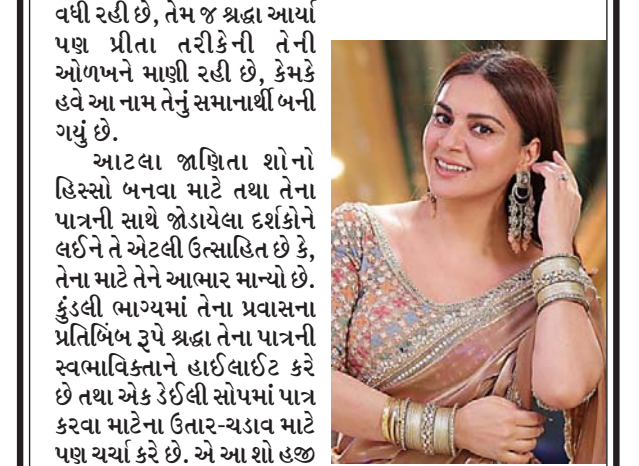 વધી રહી છે, તેમ જ શ્રદ્ધા આર્યા
પણ પ્રીતા તરીકેની તેની
ઓળખને માણી રહી છે, કેમકે
હવે આ નામ તેનું સમાનાર્થી બની
ગયું છે.
આટલા જાણિતા શોનો
હિસ્સો બનવા માટે તથા તેના
પાત્રની સાથે જોડાયેલા દર્શકોને
લઈને તે એટલી ઉત્સાહિત છે કે,
તેના માટે તેને આભાર માન્યો છે.
કુંડલી ભાગ્યમાં તેના પ્રવાસના
પ્રતિબિંબ રૂપે શ્રદ્ધા તેના પાત્રની
સ્વભાવિક્તાને હાઈલાઈટ કરે
છે તથા એક ડેઈલી સોપમાં પાત્ર
કરવા માટેના ઉતાર-ચડાવ માટે
પણ ચર્ચા કરે છે. એ આ શો હજી